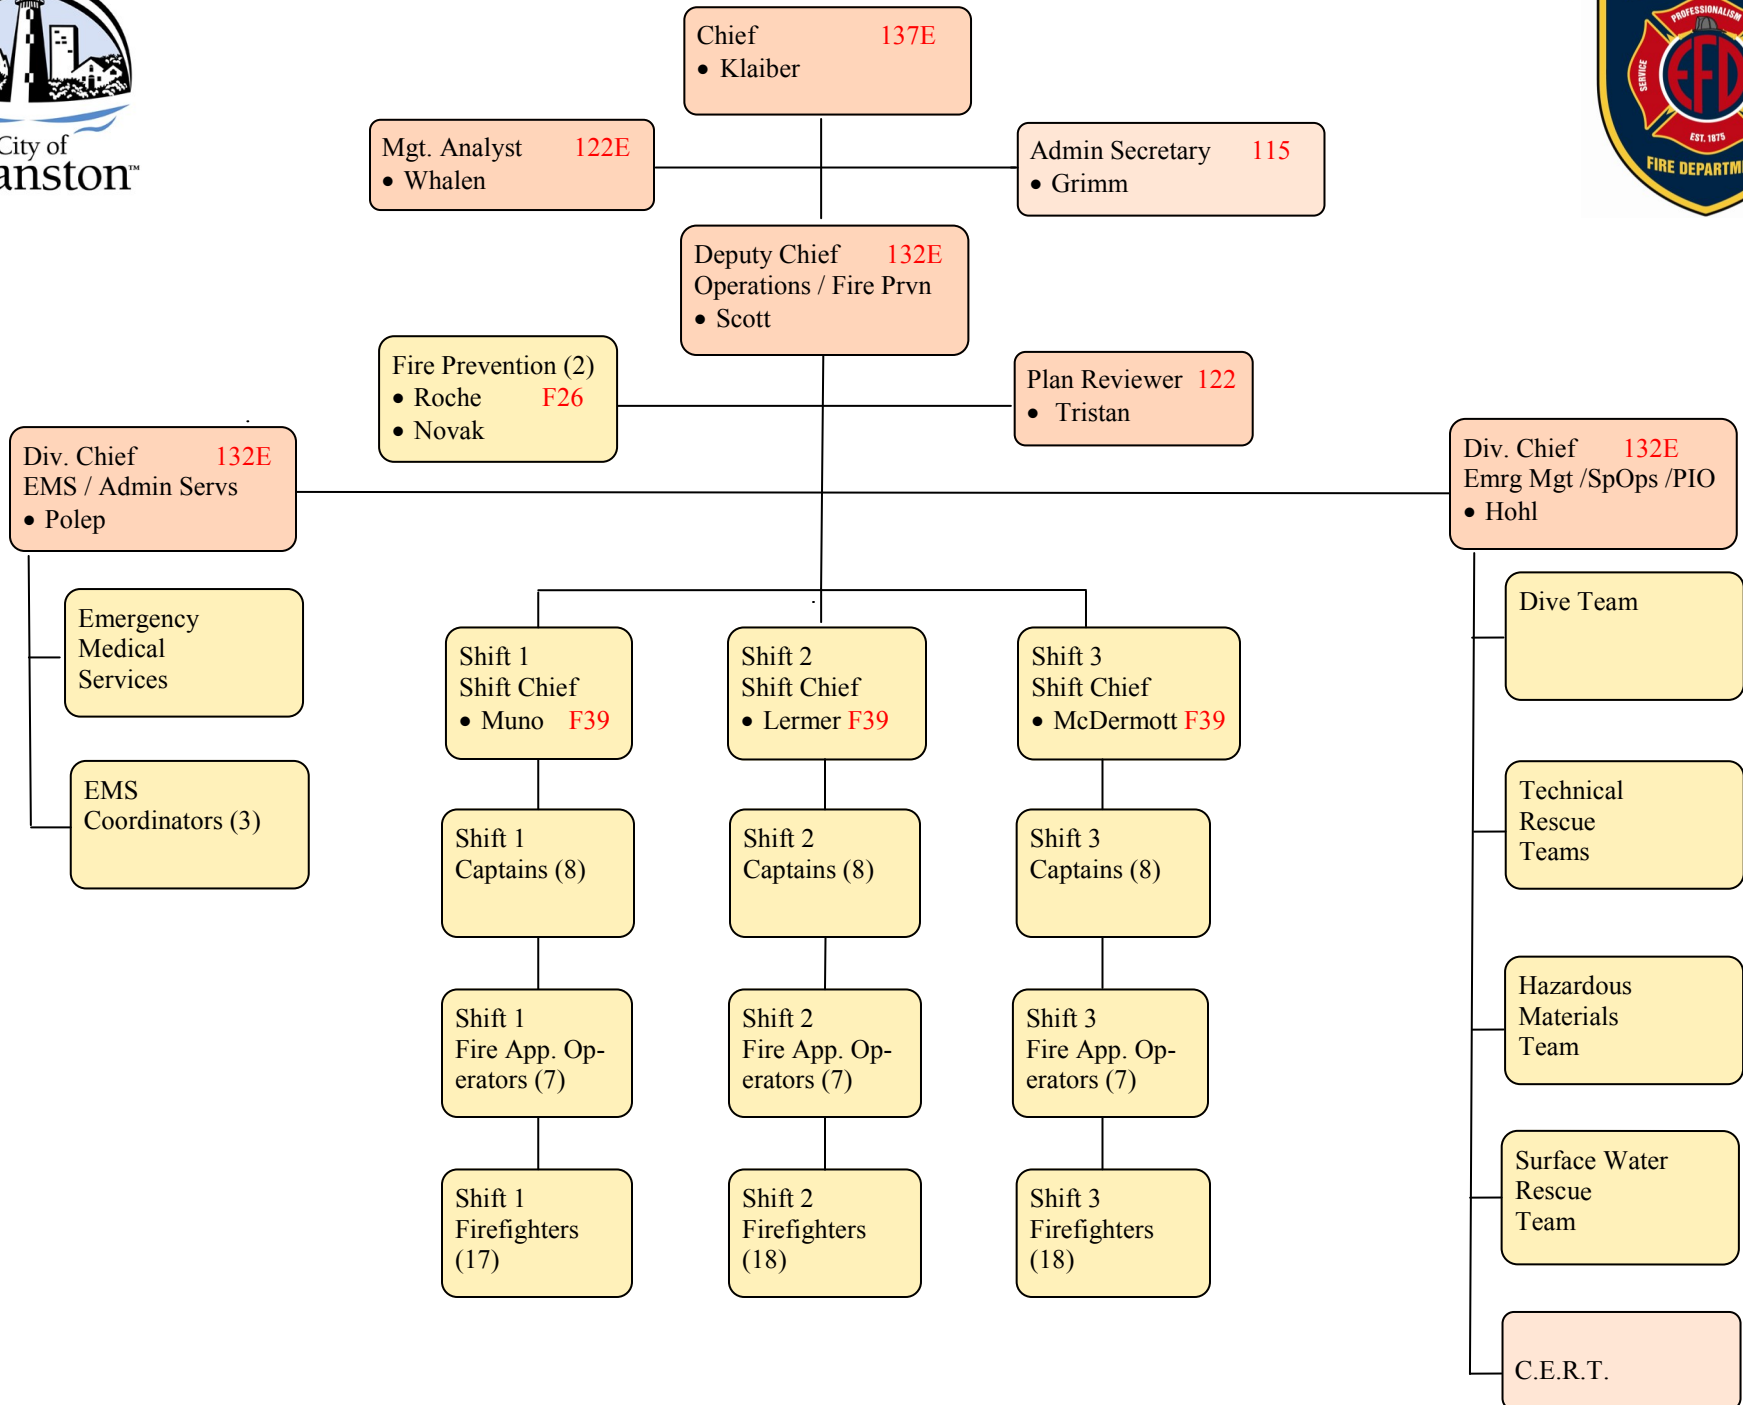 City of
anston™
PROFESSIONALISM
SERVICE
EFD
EST. 1875
FIRE DEPARTM
Chief 137E
• Klaiber
Mgt. Analyst 122E
• Whalen
Admin Secretary 115
• Grimm
Deputy Chief 132E
Operations / Fire Prvn
• Scott
Fire Prevention (2)
• Roche F26
• Novak
Plan Reviewer 122
• Tristan
Div. Chief 132E
EMS / Admin Servs
• Polep
Div. Chief 132E
Emrg Mgt /SpOps /PIO
• Hohl
Emergency
Medical
Services
EMS
Coordinators (3)
Shift 1
Shift Chief
• Muno F39
Shift 2
Shift Chief
• Lermer F39
Shift 3
Shift Chief
• McDermott F39
Shift 1
Captains (8)
Shift 2
Captains (8)
Shift 3
Captains (8)
Shift 1
Fire App. Op-
erators (7)
Shift 2
Fire App. Op-
erators (7)
Shift 3
Fire App. Op-
erators (7)
Shift 1
Firefighters
(17)
Shift 2
Firefighters
(18)
Shift 3
Firefighters
(18)
Dive Team
Technical
Rescue
Teams
Hazardous
Materials
Team
Surface Water
Rescue
Team
C.E.R.T.